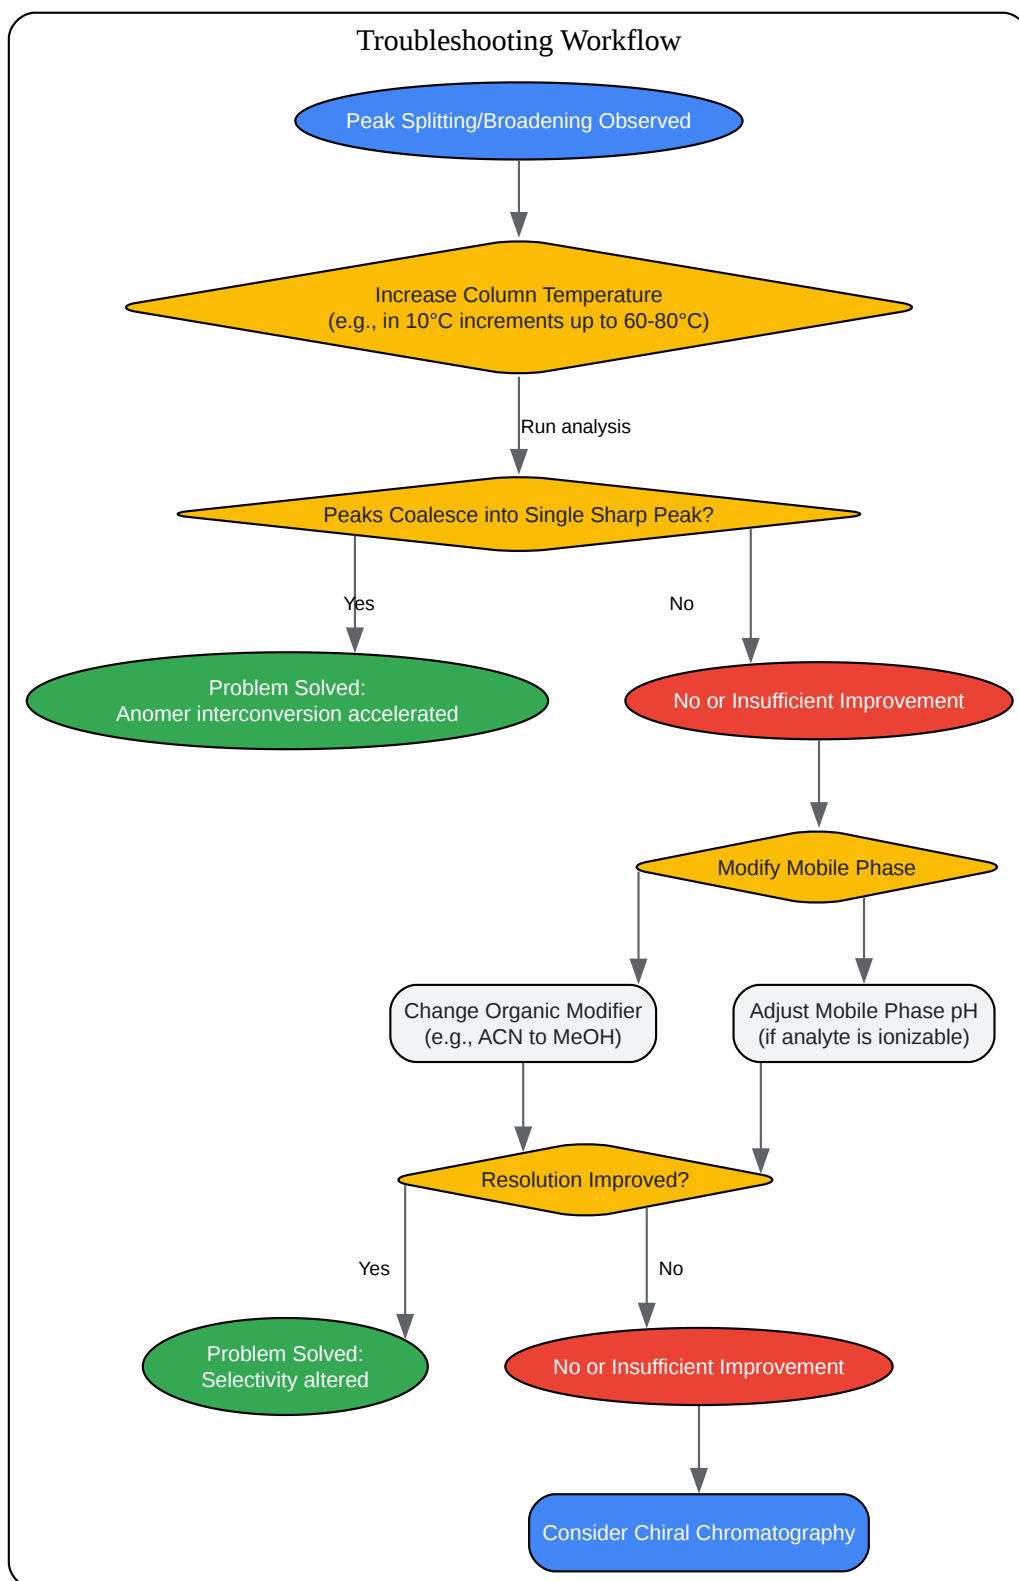 Troubleshooting Workflow
Peak Splitting/Broadening Observed
Increase Column Temperature
(e.g., in 10°C increments up to 60-80°C)
Run analysis
Peaks Coalesce into Single Sharp Peak?
Yes
No
Problem Solved:
Anomer interconversion accelerated
No or Insufficient Improvement
Modify Mobile Phase
Change Organic Modifier
(e.g., ACN to MeOH)
Adjust Mobile Phase pH
(if analyte is ionizable)
Resolution Improved?
Yes
No
Problem Solved:
Selectivity altered
No or Insufficient Improvement
Consider Chiral Chromatography